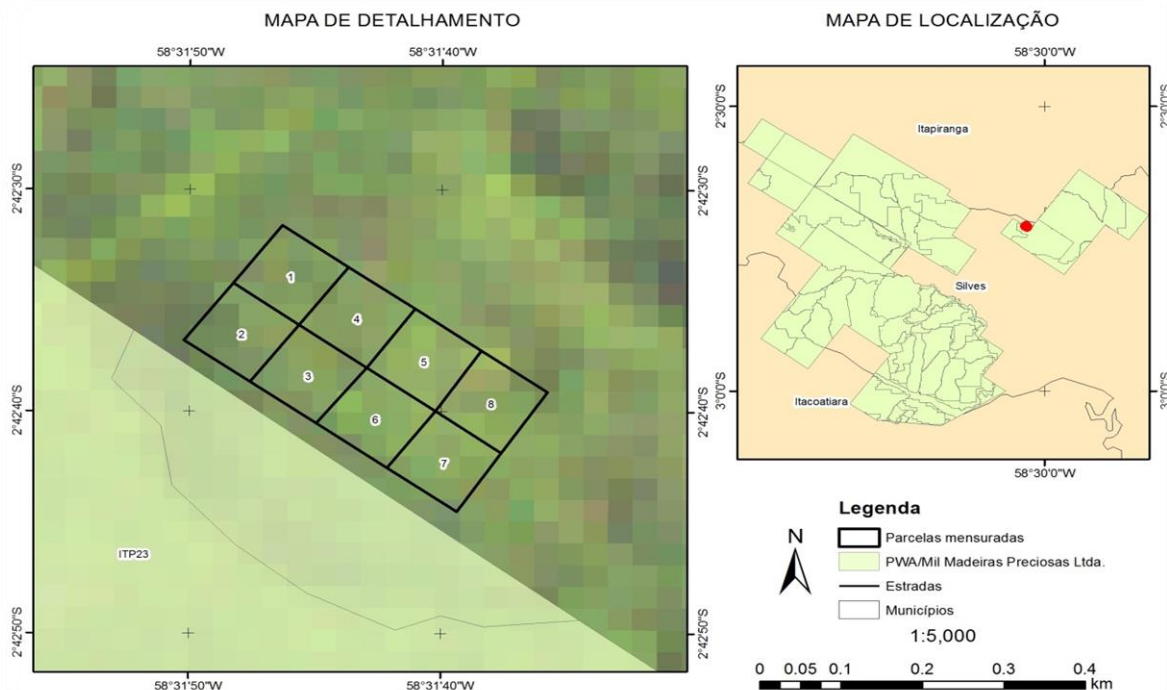 MAPA DE DETALHAMENTO
58°31'50"W 58°31'40"W
2°42'30"S
2°42'30"S
1
4
2
5
3
8
6
2°42'40"S
2°42'40"S
7
ITP23
2°42'50"S
2°42'50"S
58°31'50"W 58°31'40"W
MAPA DE LOCALIZAÇÃO
58°30'0"W
2°30'0"S
2°30'0"S
Itapiranga
Silves
3°0'0"S
3°0'0"S
Itacoatiara
58°30'0"W
Legenda
Parcelas mensuradas
PWA/Mil Madeiras Preciosas Ltda.
Estradas
Municípios
N
1:5,000
0 0.05 0.1 0.2 0.3 0.4
km